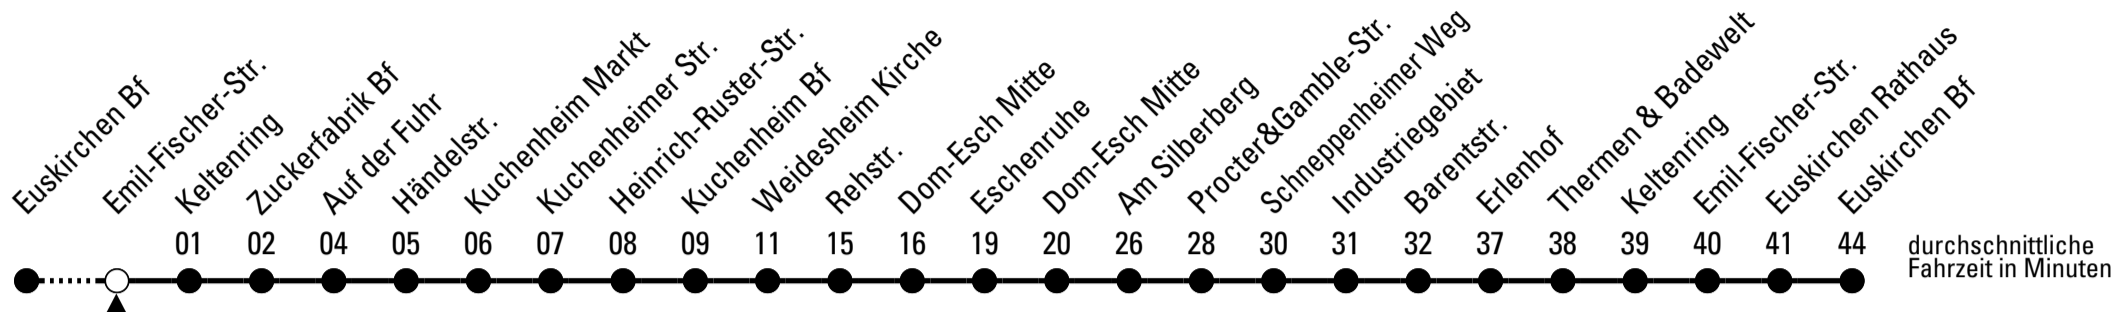 Euskirchen Bf
Emil-Fischer-Str.
Keltenring
Zuckerfabrik Bf
Auf der Fuhr
Händelstr.
Kuchenheim Markt
Kuchenheimer Str.
Heinrich-Ruster-Str.
Kuchenheim Bf
Weidesheim Kirche
Rehstr.
Dom-Esch Mitte
Eschenruhe
Dom-Esch Mitte
Am Silberberg
Procter&Gamble-Str.
Schneppenheimer Weg
Industriegebiet
Barentstr.
Erlenhof
Thermen & Badewelt
Keltenring
Emil-Fischer-Str.
Euskirchen Rathaus
Euskirchen Bf
01 02 04 05 06 07 08 09 11 15 16 19 20 26 28 30 31 32 37 38 39 40 41 44
durchschnittliche
Fahrzeit in Minuten